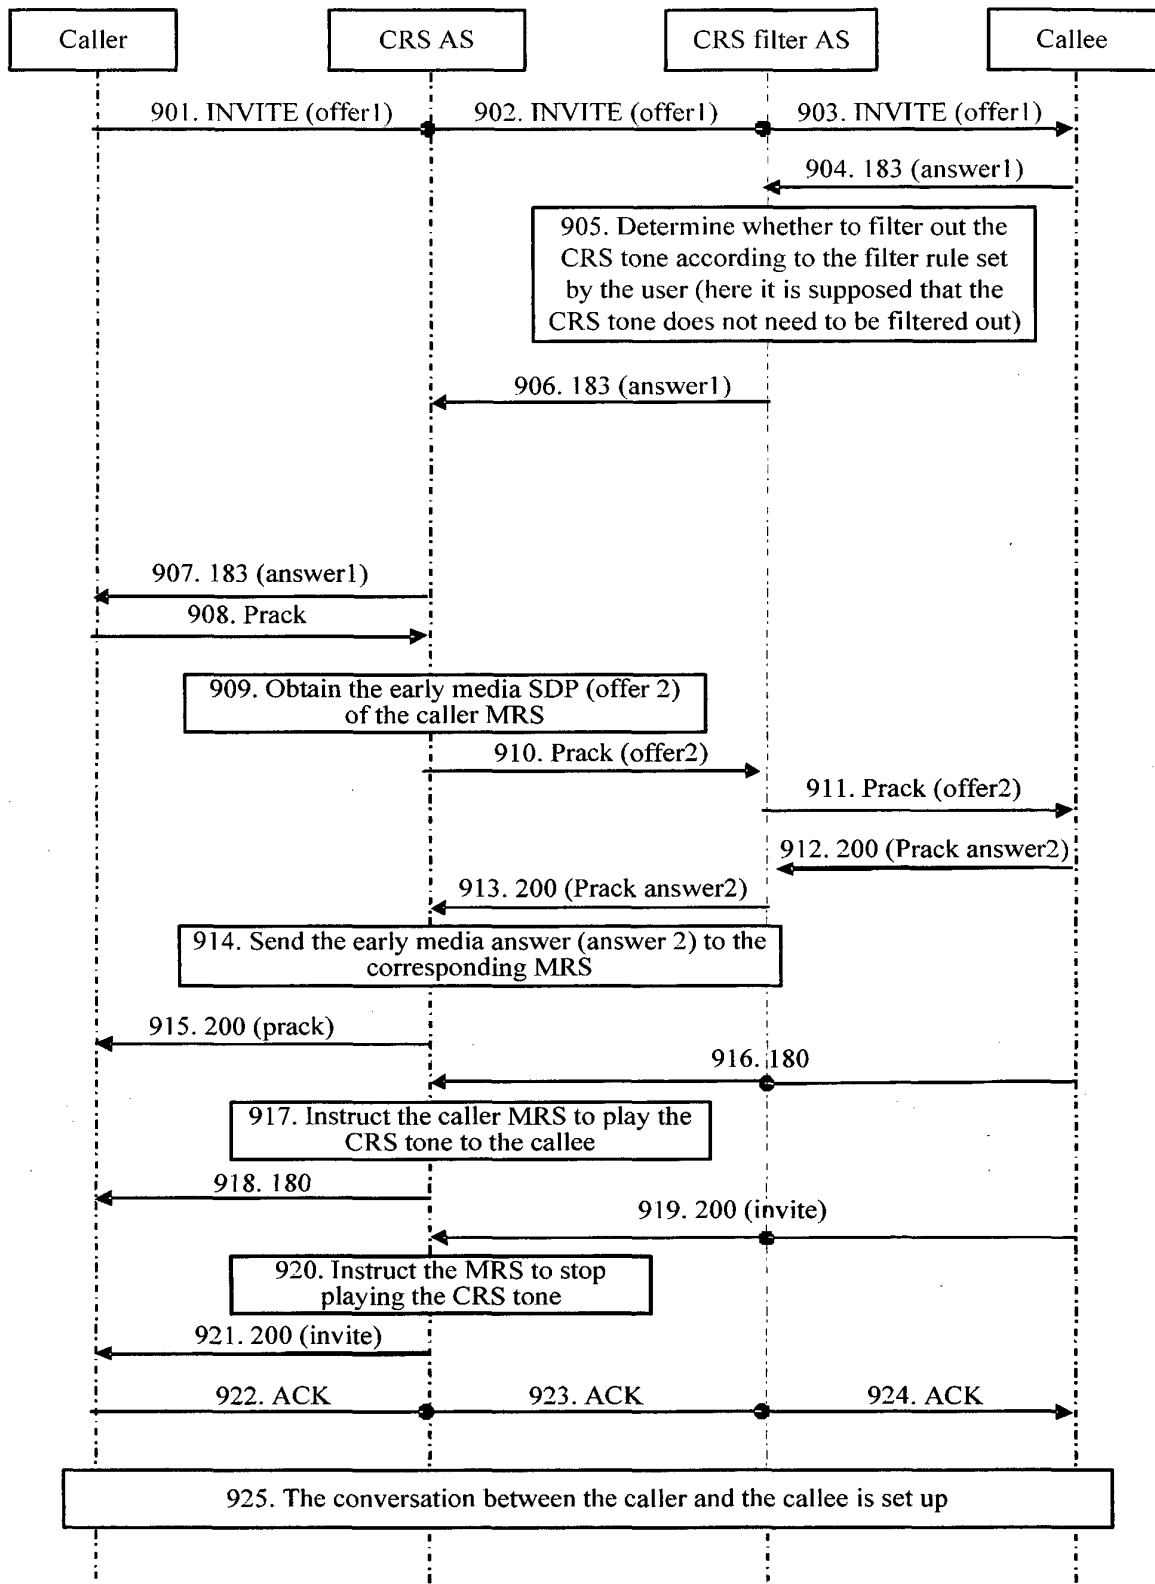 Caller
CRS AS
CRS filter AS
Callee
901. INVITE (offer1)
902. INVITE (offer1)
903. INVITE (offer1)
904. 183 (answer1)
905. Determine whether to filter out the
CRS tone according to the filter rule set
by the user (here it is supposed that the
CRS tone does not need to be filtered out)
906. 183 (answer1)
907. 183 (answer1)
908. Prack
909. Obtain the early media SDP (offer 2)
of the caller MRS
910. Prack (offer2)
911. Prack (offer2)
912. 200 (Prack answer2)
913. 200 (Prack answer2)
914. Send the early media answer (answer 2) to the
corresponding MRS
915. 200 (prack)
916. 180
917. Instruct the caller MRS to play the
CRS tone to the callee
918. 180
919. 200 (invite)
920. Instruct the MRS to stop
playing the CRS tone
921. 200 (invite)
922. ACK
923. ACK
924. ACK
925. The conversation between the caller and the callee is set up